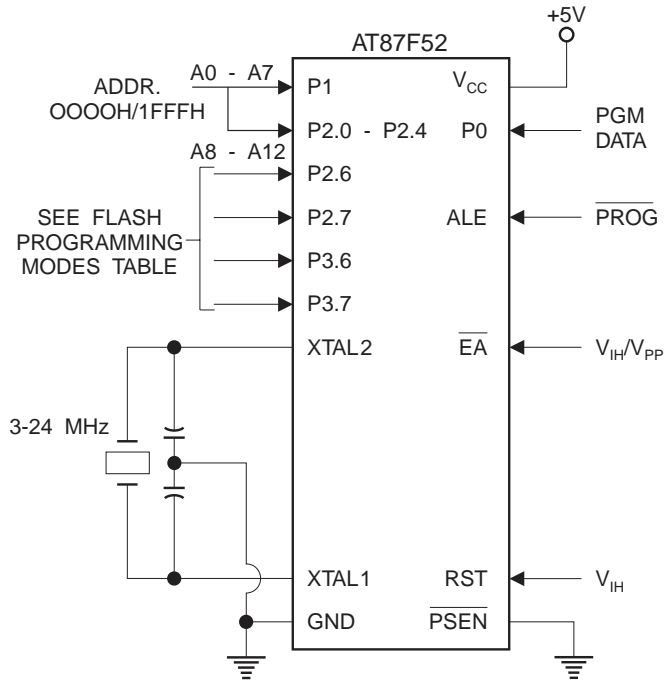 +5V
AT87F52
A0 - A7
ADDR.
OOOOH/1FFFH
P1
VCC
P2.0 - P2.4
P0
PGM
DATA
A8 - A12
P2.6
SEE FLASH
PROGRAMMING
MODES TABLE
P2.7
ALE
PROG
P3.6
P3.7
XTAL2
EA
VIH/VPP
3-24 MHz
XTAL1
RST
VIH
GND
PSEN